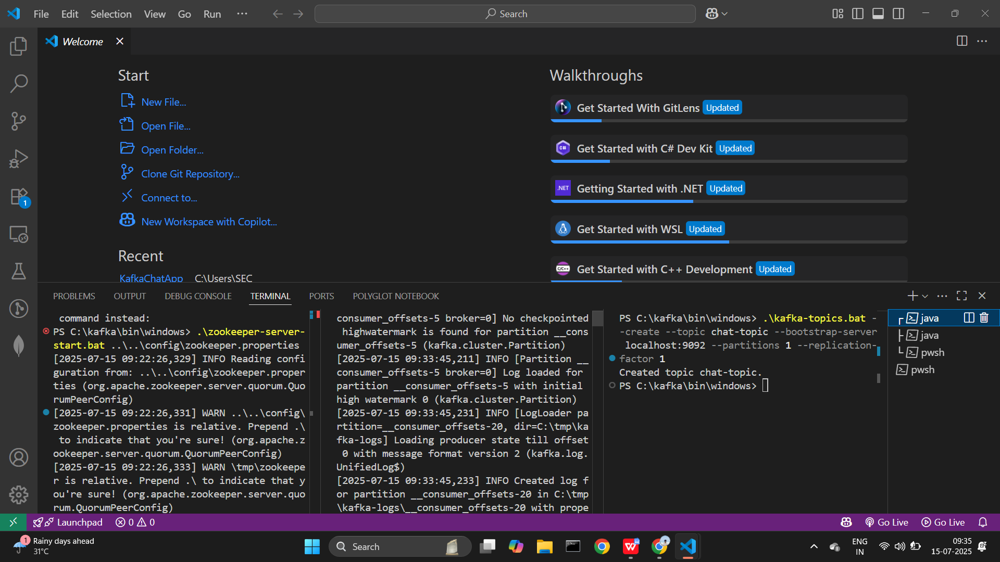 File Edit Selection View Go Run ··· Search
Welcome
Start
New File...
Open File...
Open Folder...
Clone Git Repository...
Connect to...
New Workspace with Copilot...
Recent
KafkaChatApp C:\Users\SEC
Walkthroughs
Get Started With GitLens Updated
Get Started with C# Dev Kit Updated
Getting Started with .NET Updated
Get Started with WSL Updated
Get Started with C++ Development Updated
PROBLEMS OUTPUT DEBUG CONSOLE TERMINAL PORTS POLYGLOT NOTEBOOK
command instead:
PS C:\kafka\bin\windows> .\zookeeper-server-
start.bat ..\..\config\zookeeper.properties
[2025-07-15 09:22:26,329] INFO Reading confi
guration from: ..\..\config\zookeeper.proper
ties (org.apache.zookeeper.server.quorum.Quo
rumPeerConfig)
[2025-07-15 09:22:26,331] WARN ..\..\config\
zookeeper.properties is relative. Prepend .\
to indicate that you're sure! (org.apache.z
ookeeper.server.quorum.QuorumPeerConfig)
[2025-07-15 09:22:26,333] WARN \tmp\zookeepe
r is relative. Prepend .\ to indicate that y
ou're sure! (org.apache.zookeeper.server.quo
rum.QuorumPeerConfig)
consumer_offsets-5 broker=0] No checkpointed
highwatermark is found for partition __cons
umer_offsets-5 (kafka.cluster.Partition)
[2025-07-15 09:33:45,211] INFO [Partition __
consumer_offsets-5 broker=0] Log loaded for
partition __consumer_offsets-5 with initial
high watermark 0 (kafka.cluster.Partition)
[2025-07-15 09:33:45,231] INFO [LogLoader pa
rtition=__consumer_offsets-20, dir=C:\tmp\ka
fka-logs] Loading producer state till offset
0 with message format version 2 (kafka.log.
UnifiedLog$)
[2025-07-15 09:33:45,233] INFO Created log f
or partition __consumer_offsets-20 in C:\tmp
\kafka-logs\__consumer_offsets-20 with prope
PS C:\kafka\bin\windows> .\kafka-topics.bat -
-create --topic chat-topic --bootstrap-server
localhost:9092 --partitions 1 --replication-
factor 1
Created topic chat-topic.
PS C:\kafka\bin\windows>
java
java
pwsh
pwsh
1
Launchpad 0 0 Go Live Go Live
1
Rainy days ahead
31°C
Search
C#
.NET
C/C++
ENG
IN
09:35
15-07-2025